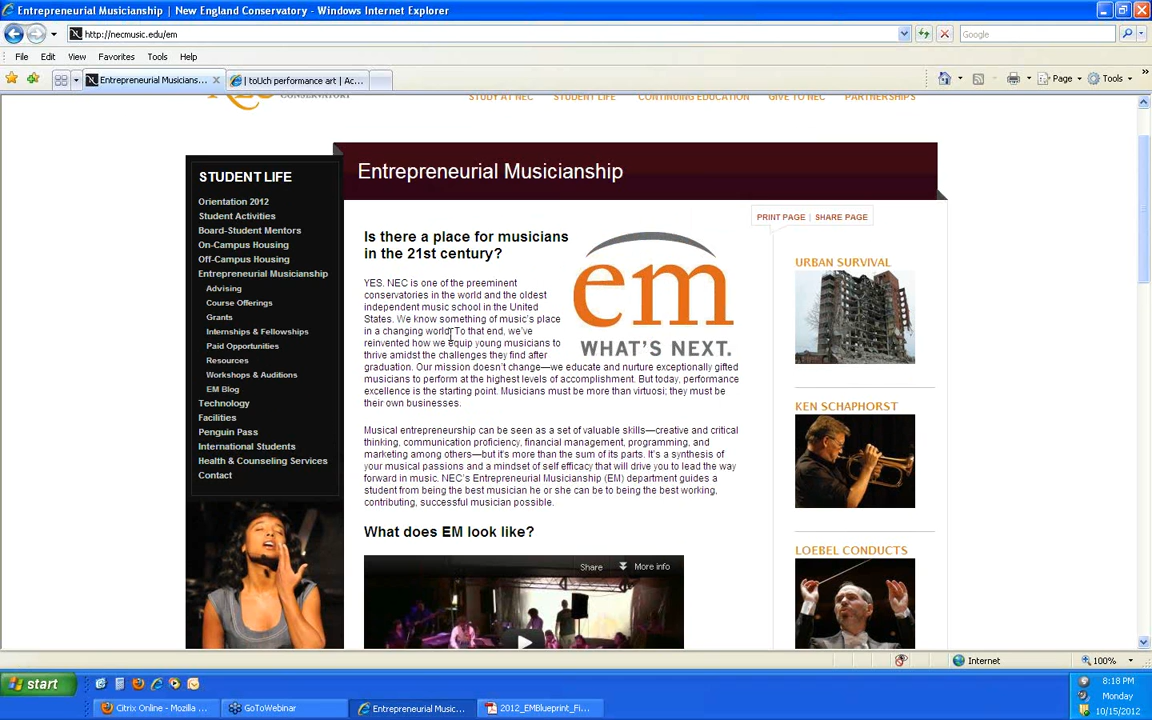 Entrepreneurial Musicianship | New England Conservatory - Windows Internet Explorer
http://necmusic.edu/em
Google
File Edit View Favorites Tools Help
Entrepreneurial Musicians... | toUch performance art | Ac...
Page Tools
CONSERVATORY
STUDY AT NEC STUDENT LIFE CONTINUING EDUCATION GIVE TO NEC PARTNERSHIPS
Entrepreneurial Musicianship
STUDENT LIFE
Orientation 2012
Student Activities
Board-Student Mentors
On-Campus Housing
Off-Campus Housing
Entrepreneurial Musicianship
Advising
Course Offerings
Grants
Internships & Fellowships
Paid Opportunities
Resources
Workshops & Auditions
EM Blog
Technology
Facilities
Penguin Pass
International Students
Health & Counseling Services
Contact
PRINT PAGE | SHARE PAGE
Is there a place for musicians
in the 21st century?
em
WHAT'S NEXT.
YES. NEC is one of the preeminent
conservatories in the world and the oldest
independent music school in the United
States. We know something of music's place
in a changing world. To that end, we've
reinvented how we equip young musicians to
thrive amidst the challenges they find after
graduation. Our mission doesn't change—we educate and nurture exceptionally gifted
musicians to perform at the highest levels of accomplishment. But today, performance
excellence is the starting point. Musicians must be more than virtuosi; they must be
their own businesses.
Musical entrepreneurship can be seen as a set of valuable skills—creative and critical
thinking, communication proficiency, financial management, programming, and
marketing among others—but it's more than the sum of its parts. It's a synthesis of
your musical passions and a mindset of self efficacy that will drive you to lead the way
forward in music. NEC's Entrepreneurial Musicianship (EM) department guides a
student from being the best musician he or she can be to being the best working,
contributing, successful musician possible.
What does EM look like?
Share More info
URBAN SURVIVAL
KEN SCHAPHORST
LOEBEL CONDUCTS
Internet 100%
start
8:18 PM
Monday
10/15/2012
Citrix Online - Mozilla ... GoToWebinar Entrepreneurial Music... 2012_EMBlueprint_Fi...